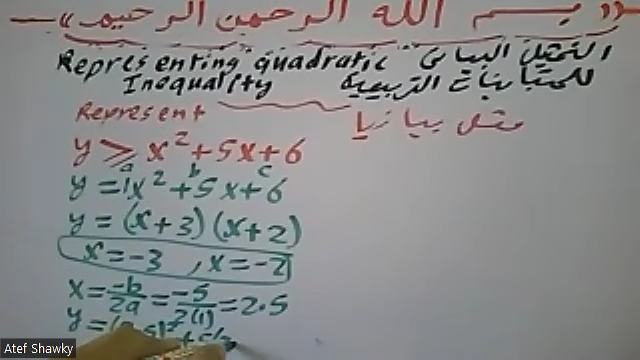 « بسم الله الرحمن الرحيم »
Representing "quadratic" التمثيل البياني
Inequality للمتباينات التربيعية
Represent مثل بيانيا
y ≥ x² + 5x + 6
a b c
y = 1x² + 5x + 6
y = (x+3)(x+2)
x = -3 , x = -2
x = -b/2a = -5/2(1) = 2.5
y = (
Atef Shawky